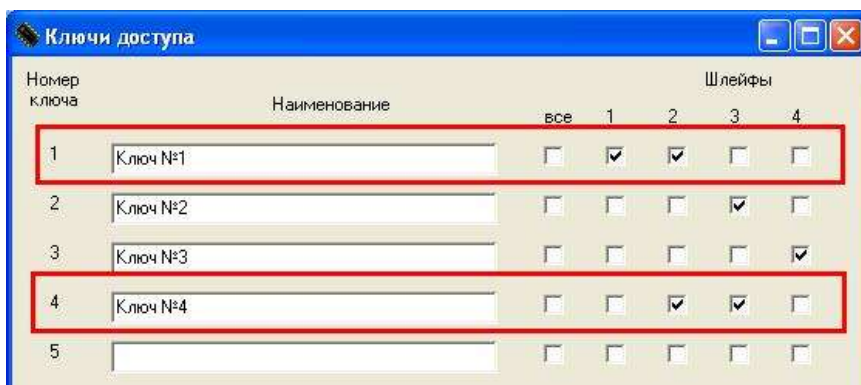 Ключи доступа
Номер
ключа
Наименование
Шлейфы
все 1 2 3 4
1 Ключ №1
2 Ключ №2
3 Ключ №3
4 Ключ №4
5